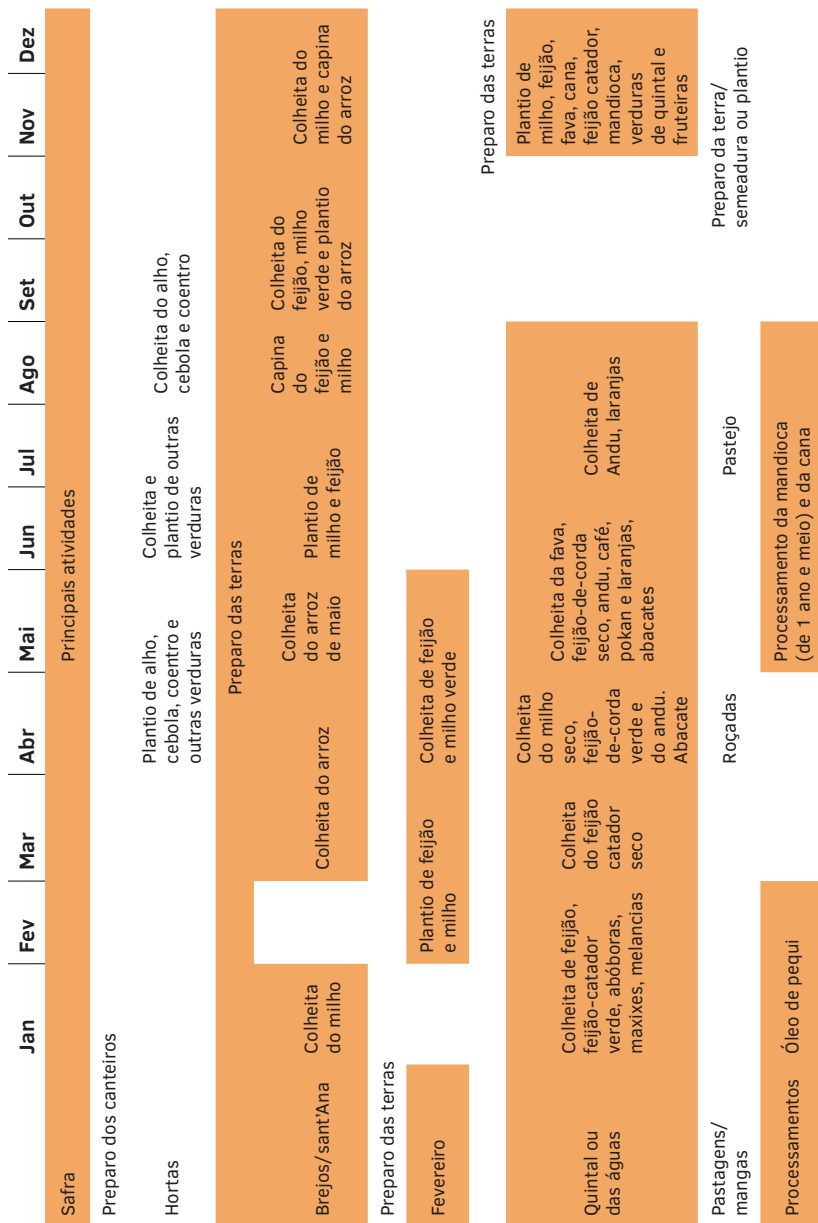 Jan
Fev
Mar
Abr
Mai
Jun
Jul
Ago
Set
Out
Nov
Dez
Safra
Principais atividades
Preparo dos canteiros
Hortas
Plantio de alho,
cebola, coentro e
outras verduras
Colheita e
plantio de outras
verduras
Colheita do alho,
cebola e coentro
Preparo das terras
Brejos/ sant'Ana
Colheita
do milho
Colheita do arroz
Colheita
do arroz
de maio
Plantio de
milho e feijão
Capina
do
feijão e
milho
Colheita do
feijão, milho
verde e plantio
do arroz
Colheita do
milho e capina
do arroz
Preparo das terras
Fevereiro
Plantio de feijão
e milho
Colheita de feijão
e milho verde
Preparo das terras
Quintal ou
das águas
Colheita de feijão,
feijão-catador
verde, abóboras,
maxixes, melancias
Colheita
do feijão
catador
seco
Colheita
do milho
seco,
feijão-
de-corda
verde e
do andu.
Abacate
Colheita da fava,
feijão-de-corda
seco, andu, café,
pokan e laranjas,
abacates
Colheita de
Andu, laranjas
Plantio de
milho, feijão,
fava, cana,
feijão catador,
mandioca,
verduras
de quintal e
fruteiras
Pastagens/
mangas
Roçadas
Pastejo
Preparo da terra/
semeadura ou plantio
Processamentos
Óleo de pequi
Processamento da mandioca
(de 1 ano e meio) e da cana